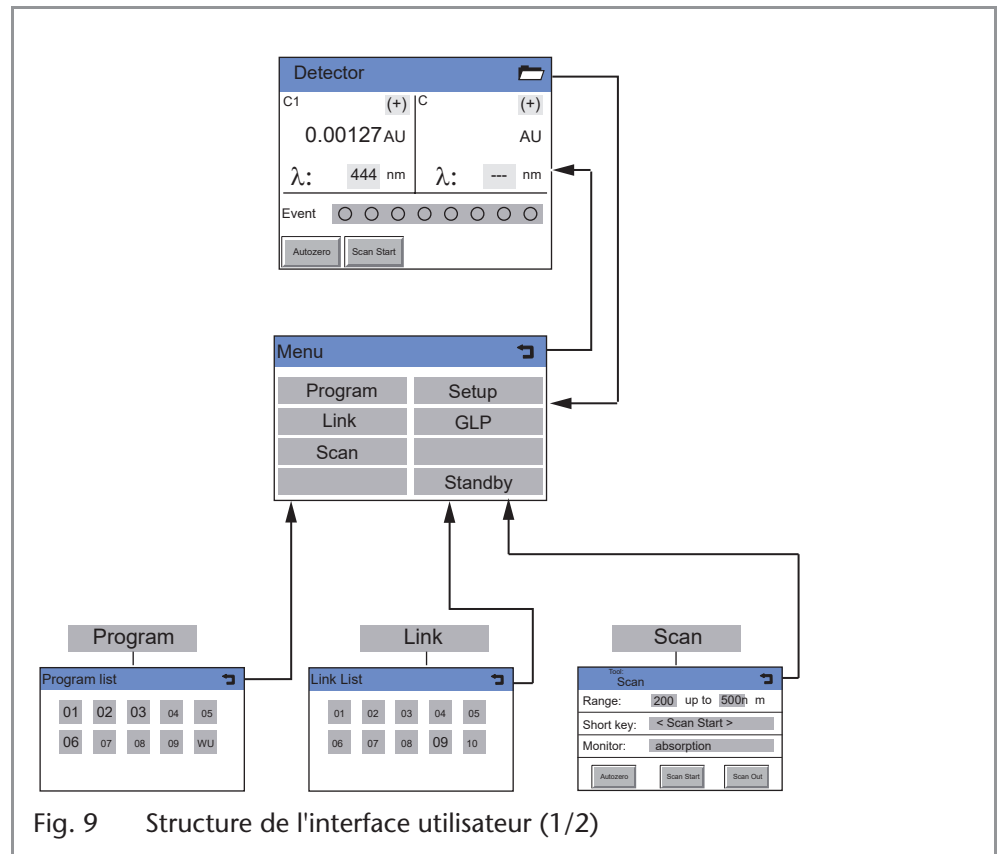 Detector
C1 (+) C (+)
0.00127 AU AU
λ: 444 nm λ: --- nm
Event
Autozero Scan Start
Menu
Program Setup
Link GLP
Scan
Standby
Program Link Scan
Program list
01 02 03 04 05
06 07 08 09 WU
Link List
01 02 03 04 05
06 07 08 09 10
Tool:
Scan
Range: 200 up to 500n m
Short key: < Scan Start >
Monitor: absorption
Autozero Scan Start Scan Out
Fig. 9 Structure de l'interface utilisateur (1/2)